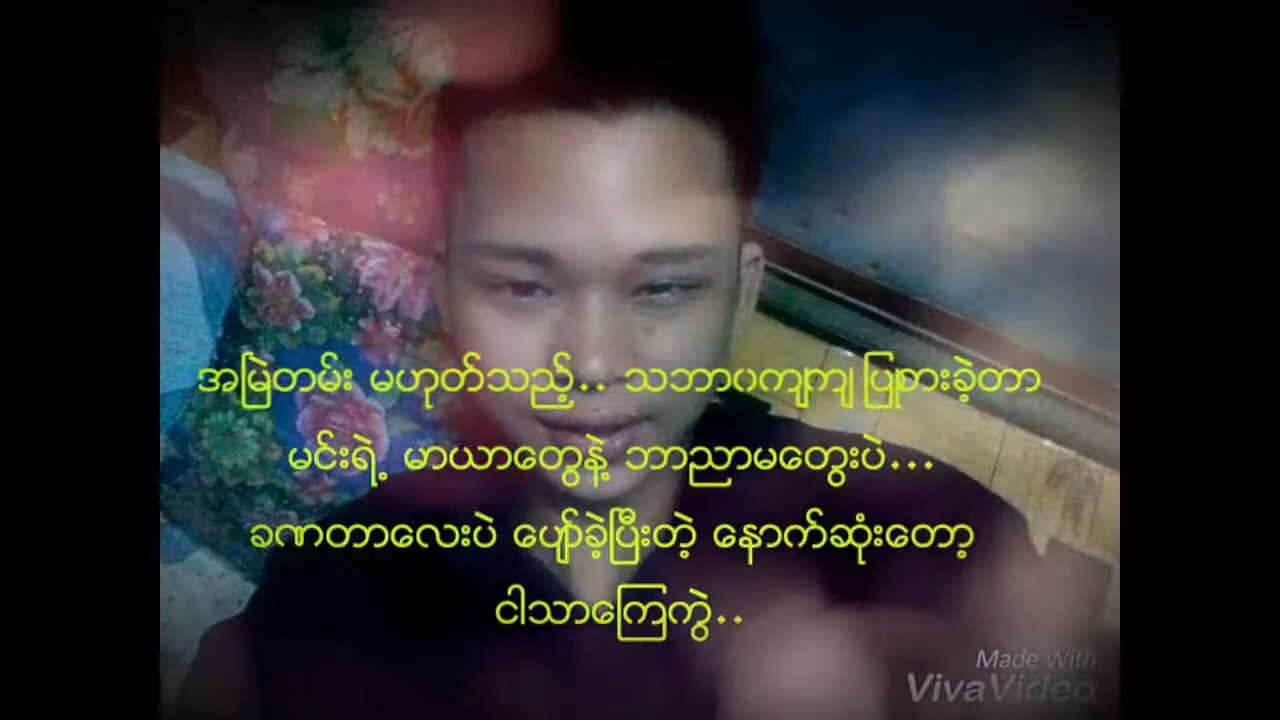 အမြဲတမ်း မဟုတ်သည့်.. သဘာ၀ကျကျ ပြုစားခဲ့တာ
မင်းရဲ့ မာယာတွေနဲ့ ဘာညာမတွေးပဲ...
ခဏတာလေးပဲ ပျော်ခဲ့ပြီးတဲ့ နောက်ဆုံးတော့
ငါသာကြေကွဲ..
Made With
VivaVideo